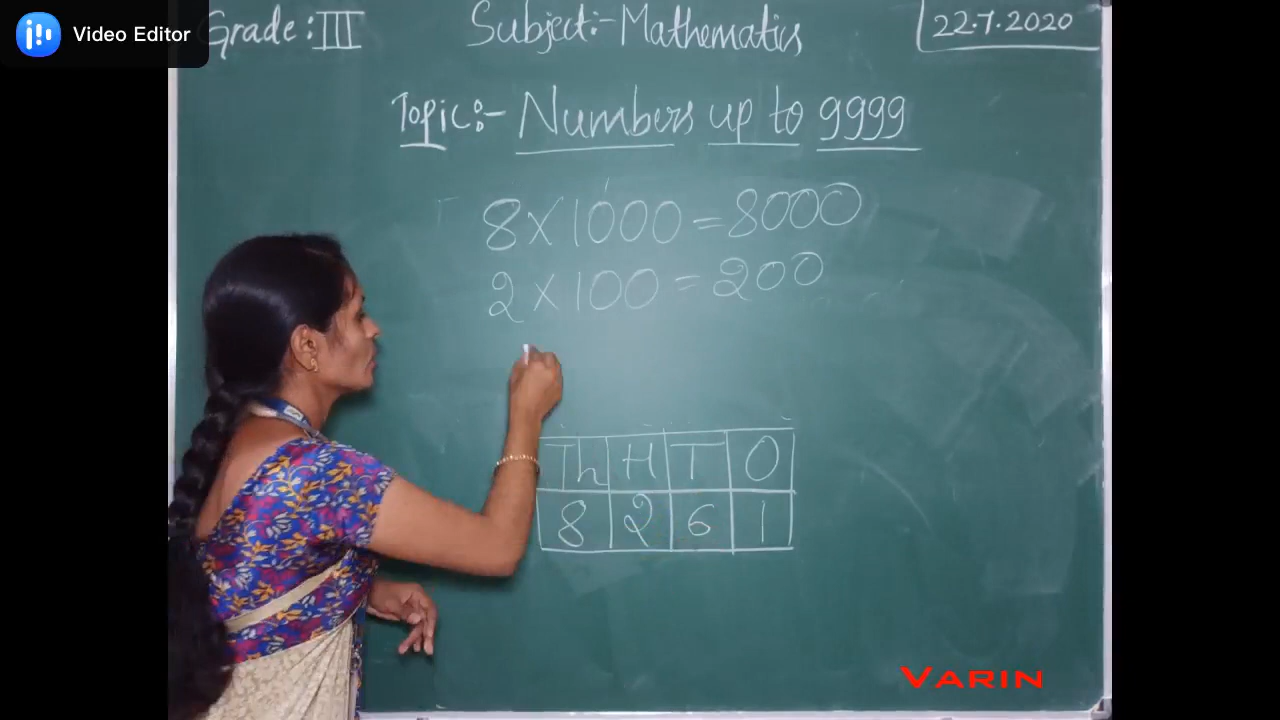 Video Editor
Grade: III Subject:- Mathematics 22.7.2020
Topic:- Numbers up to 9999
8 X 1000 = 8000
2 X 100 = 200
Th H T O
8 2 6 1
VARIN